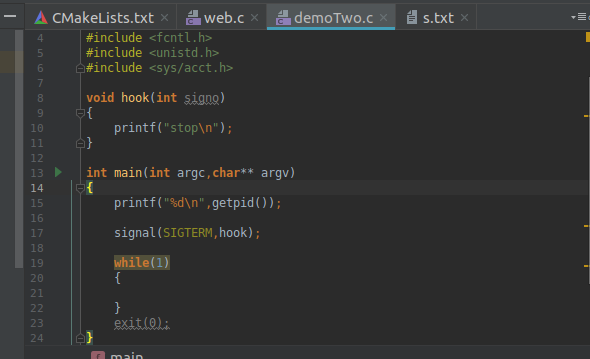 CMakeLists.txt × web.c × demoTwo.c × s.txt ×
4 #include <fcntl.h>
5 #include <unistd.h>
6 #include <sys/acct.h>
7
8 void hook(int signo)
9 {
10 printf("stop\n");
11 }
12
13 int main(int argc,char** argv)
14 {
15 printf("%d\n",getpid());
16
17 signal(SIGTERM,hook);
18
19 while(1)
20 {
21
22 }
23 exit(0);
24 }
f main